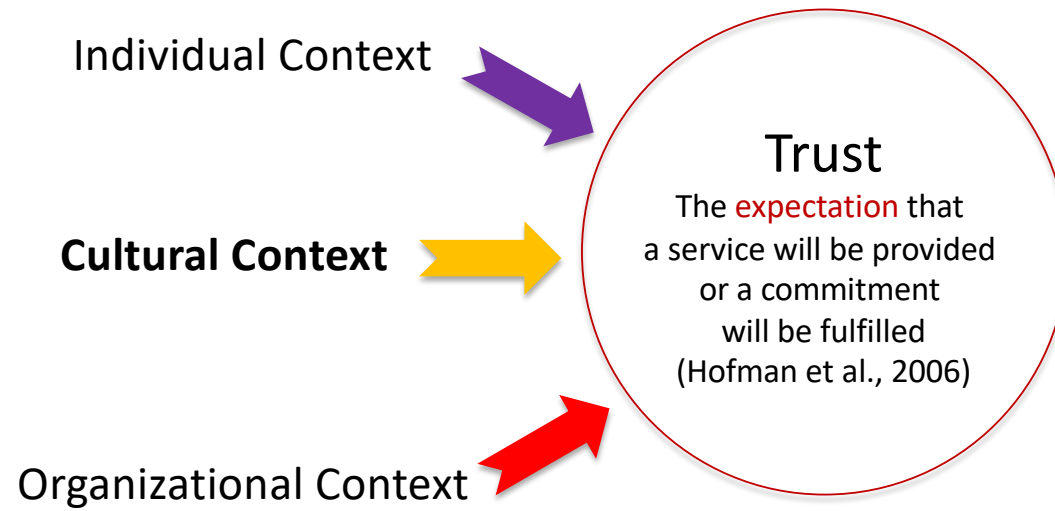 Individual Context
Cultural Context
Organizational Context
Trust
The expectation that
a service will be provided
or a commitment
will be fulfilled
(Hofman et al., 2006)